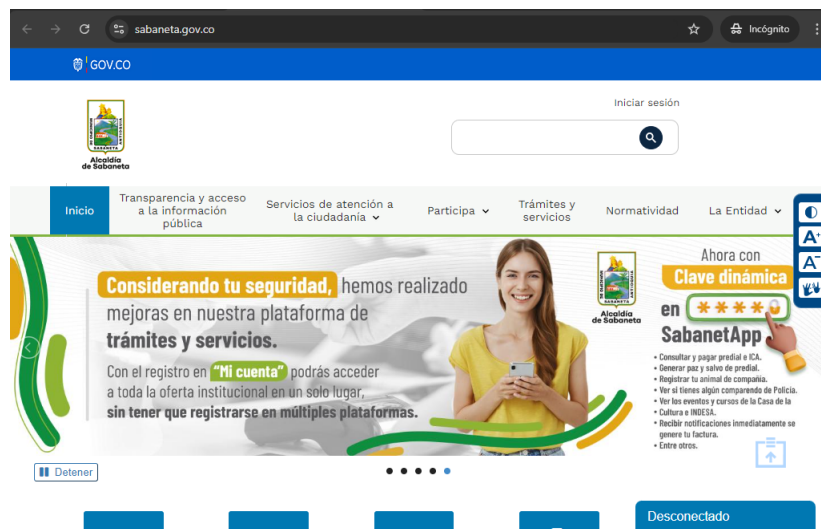 sabaneta.gov.co
Incógnito
GOV.CO
Iniciar sesión
Alcaldía
de Sabaneta
Inicio
Transparencia y acceso
a la información
pública
Servicios de atención a
la ciudadanía
Participa
Trámites y
servicios
Normatividad
La Entidad
A+
A-
Considerando tu seguridad, hemos realizado
mejoras en nuestra plataforma de
trámites y servicios.
Con el registro en "Mi cuenta" podrás acceder
a toda la oferta institucional en un solo lugar,
sin tener que registrarse en múltiples plataformas.
Alcaldía
de Sabaneta
Ahora con
Clave dinámica
en ****
SabanetApp
• Consultar y pagar predial e ICA.
• Generar paz y salvo de predial.
• Registrar tu animal de compañía.
• Ver si tienes algún comparendo de Policía.
• Ver los eventos y cursos de la Casa de la
Cultura e INDESA.
• Recibir notificaciones inmediatamente se
genere tu factura.
• Entre otros.
Detener
Desconectado